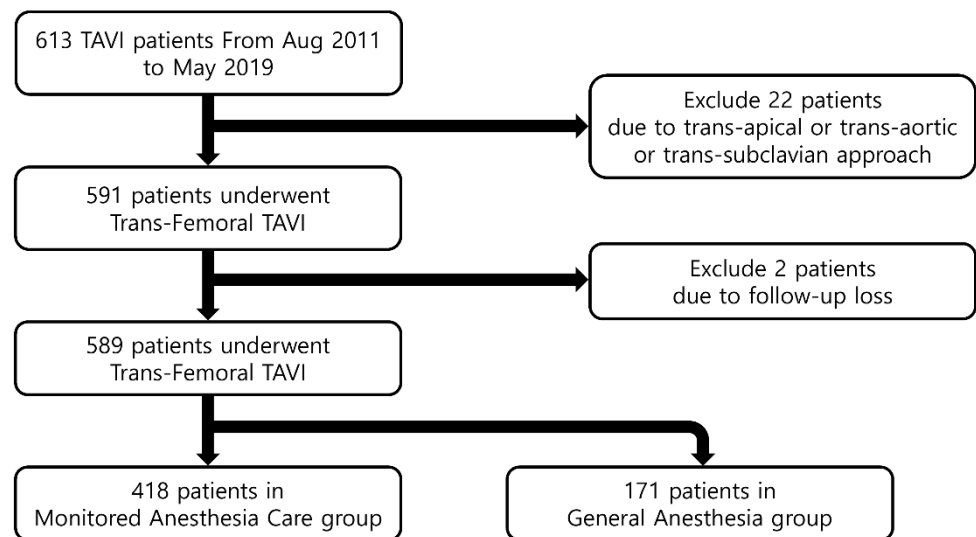 613 TAVI patients From Aug 2011
to May 2019
Exclude 22 patients
due to trans-apical or trans-aortic
or trans-subclavian approach
591 patients underwent
Trans-Femoral TAVI
Exclude 2 patients
due to follow-up loss
589 patients underwent
Trans-Femoral TAVI
418 patients in
Monitored Anesthesia Care group
171 patients in
General Anesthesia group